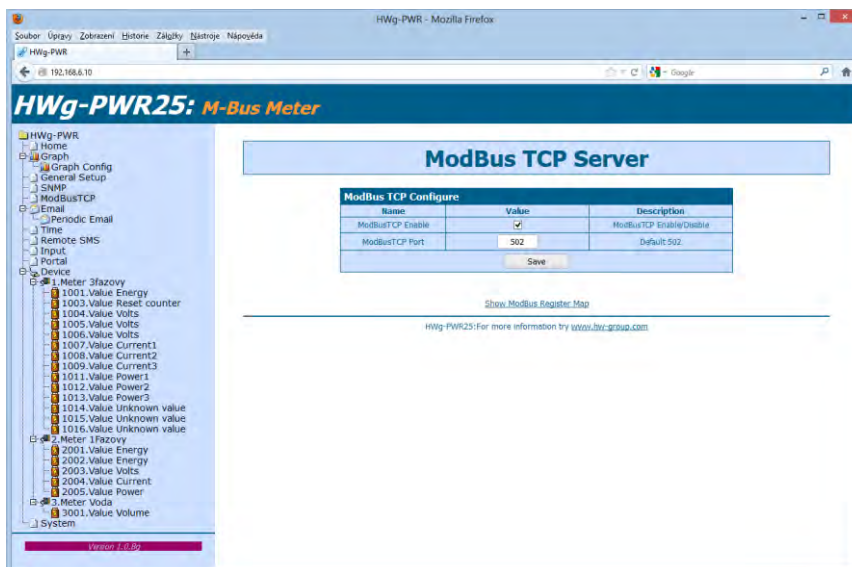 HWg-PWR - Mozilla Firefox
Soubor Úpravy Zobrazení Historie Záložky Nástroje Nápověda
HWg-PWR
192.168.6.10
Google
HWg-PWR25: M-Bus Meter
HWg-PWR
Home
Graph
Graph Config
General Setup
SNMP
ModBusTCP
Email
Periodic Email
Time
Remote SMS
Input
Portal
Device
1.Meter 3fazovy
1001.Value Energy
1003.Value Reset counter
1004.Value Volts
1005.Value Volts
1006.Value Volts
1007.Value Current1
1008.Value Current2
1009.Value Current3
1011.Value Power1
1012.Value Power2
1013.Value Power3
1014.Value Unknown value
1015.Value Unknown value
1016.Value Unknown value
2.Meter 1Fazovy
2001.Value Energy
2002.Value Energy
2003.Value Volts
2004.Value Current
2005.Value Power
3.Meter Voda
3001.Value Volume
System
Version 1.0.8g
ModBus TCP Server
ModBus TCP Configure
Name Value Description
ModBusTCP Enable ModBusTCP Enable/Disable
ModBusTCP Port 502 Default 502
Save
Show ModBus Register Map
HWg-PWR25:For more information try www.hw-group.com